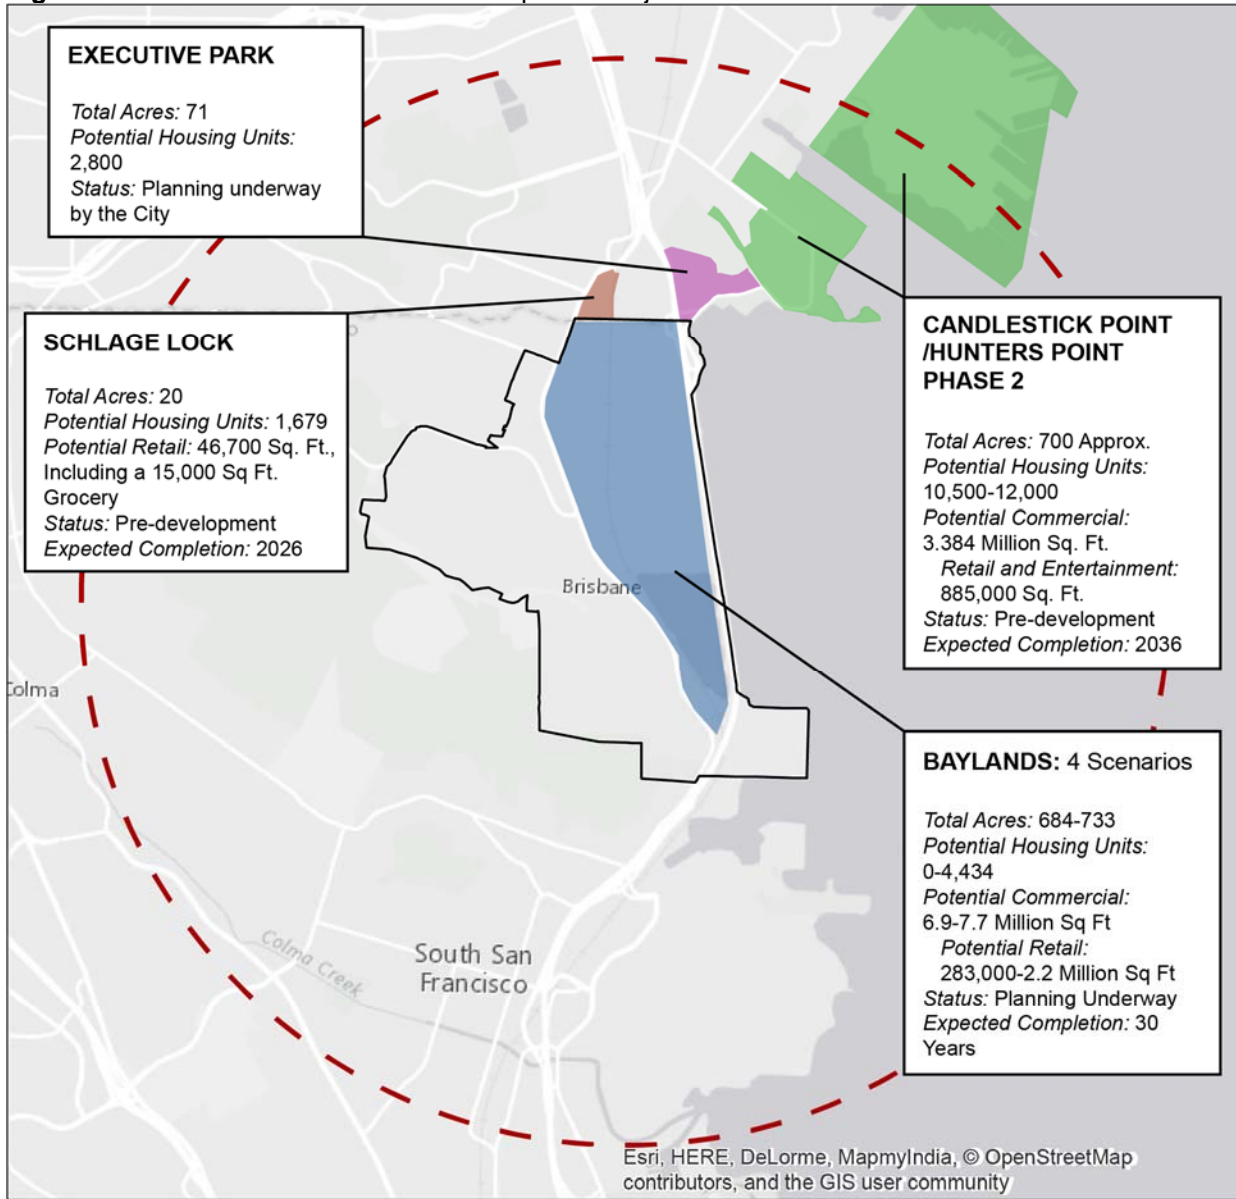 EXECUTIVE PARK
Total Acres: 71
Potential Housing Units:
2,800
Status: Planning underway
by the City
SCHLAGE LOCK
Total Acres: 20
Potential Housing Units: 1,679
Potential Retail: 46,700 Sq. Ft.,
Including a 15,000 Sq Ft.
Grocery
Status: Pre-development
Expected Completion: 2026
CANDLESTICK POINT
/HUNTERS POINT
PHASE 2
Total Acres: 700 Approx.
Potential Housing Units:
10,500-12,000
Potential Commercial:
3.384 Million Sq. Ft.
Retail and Entertainment:
885,000 Sq. Ft.
Status: Pre-development
Expected Completion: 2036
Brisbane
Colma
BAYLANDS: 4 Scenarios
Total Acres: 684-733
Potential Housing Units:
0-4,434
Potential Commercial:
6.9-7.7 Million Sq Ft
Potential Retail:
283,000-2.2 Million Sq Ft
Status: Planning Underway
Expected Completion: 30
Years
Colma Creek
South San
Francisco
Esri, HERE, DeLorme, MapmyIndia, © OpenStreetMap
contributors, and the GIS user community